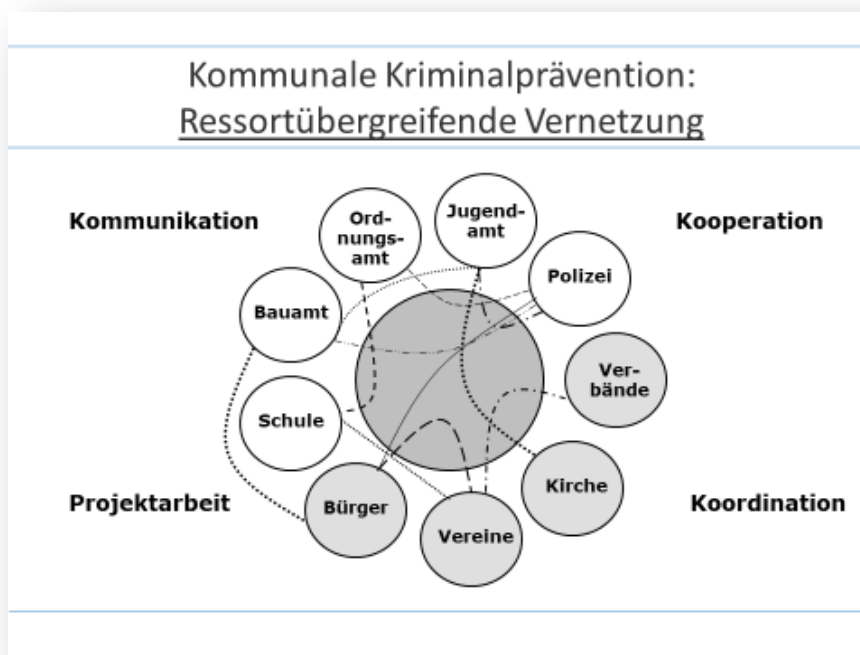 Kommunale Kriminalprävention:
Ressortübergreifende Vernetzung
Kommunikation
Kooperation
Ord-
nungs-
amt
Jugend-
amt
Polizei
Bauamt
Ver-
bände
Schule
Kirche
Bürger
Vereine
Projektarbeit
Koordination